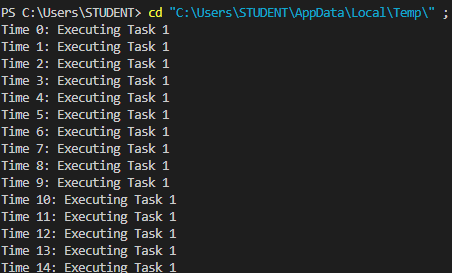 PS C:\Users\STUDENT> cd "C:\Users\STUDENT\AppData\Local\Temp\" ;
Time 0: Executing Task 1
Time 1: Executing Task 1
Time 2: Executing Task 1
Time 3: Executing Task 1
Time 4: Executing Task 1
Time 5: Executing Task 1
Time 6: Executing Task 1
Time 7: Executing Task 1
Time 8: Executing Task 1
Time 9: Executing Task 1
Time 10: Executing Task 1
Time 11: Executing Task 1
Time 12: Executing Task 1
Time 13: Executing Task 1
Time 14: Executing Task 1